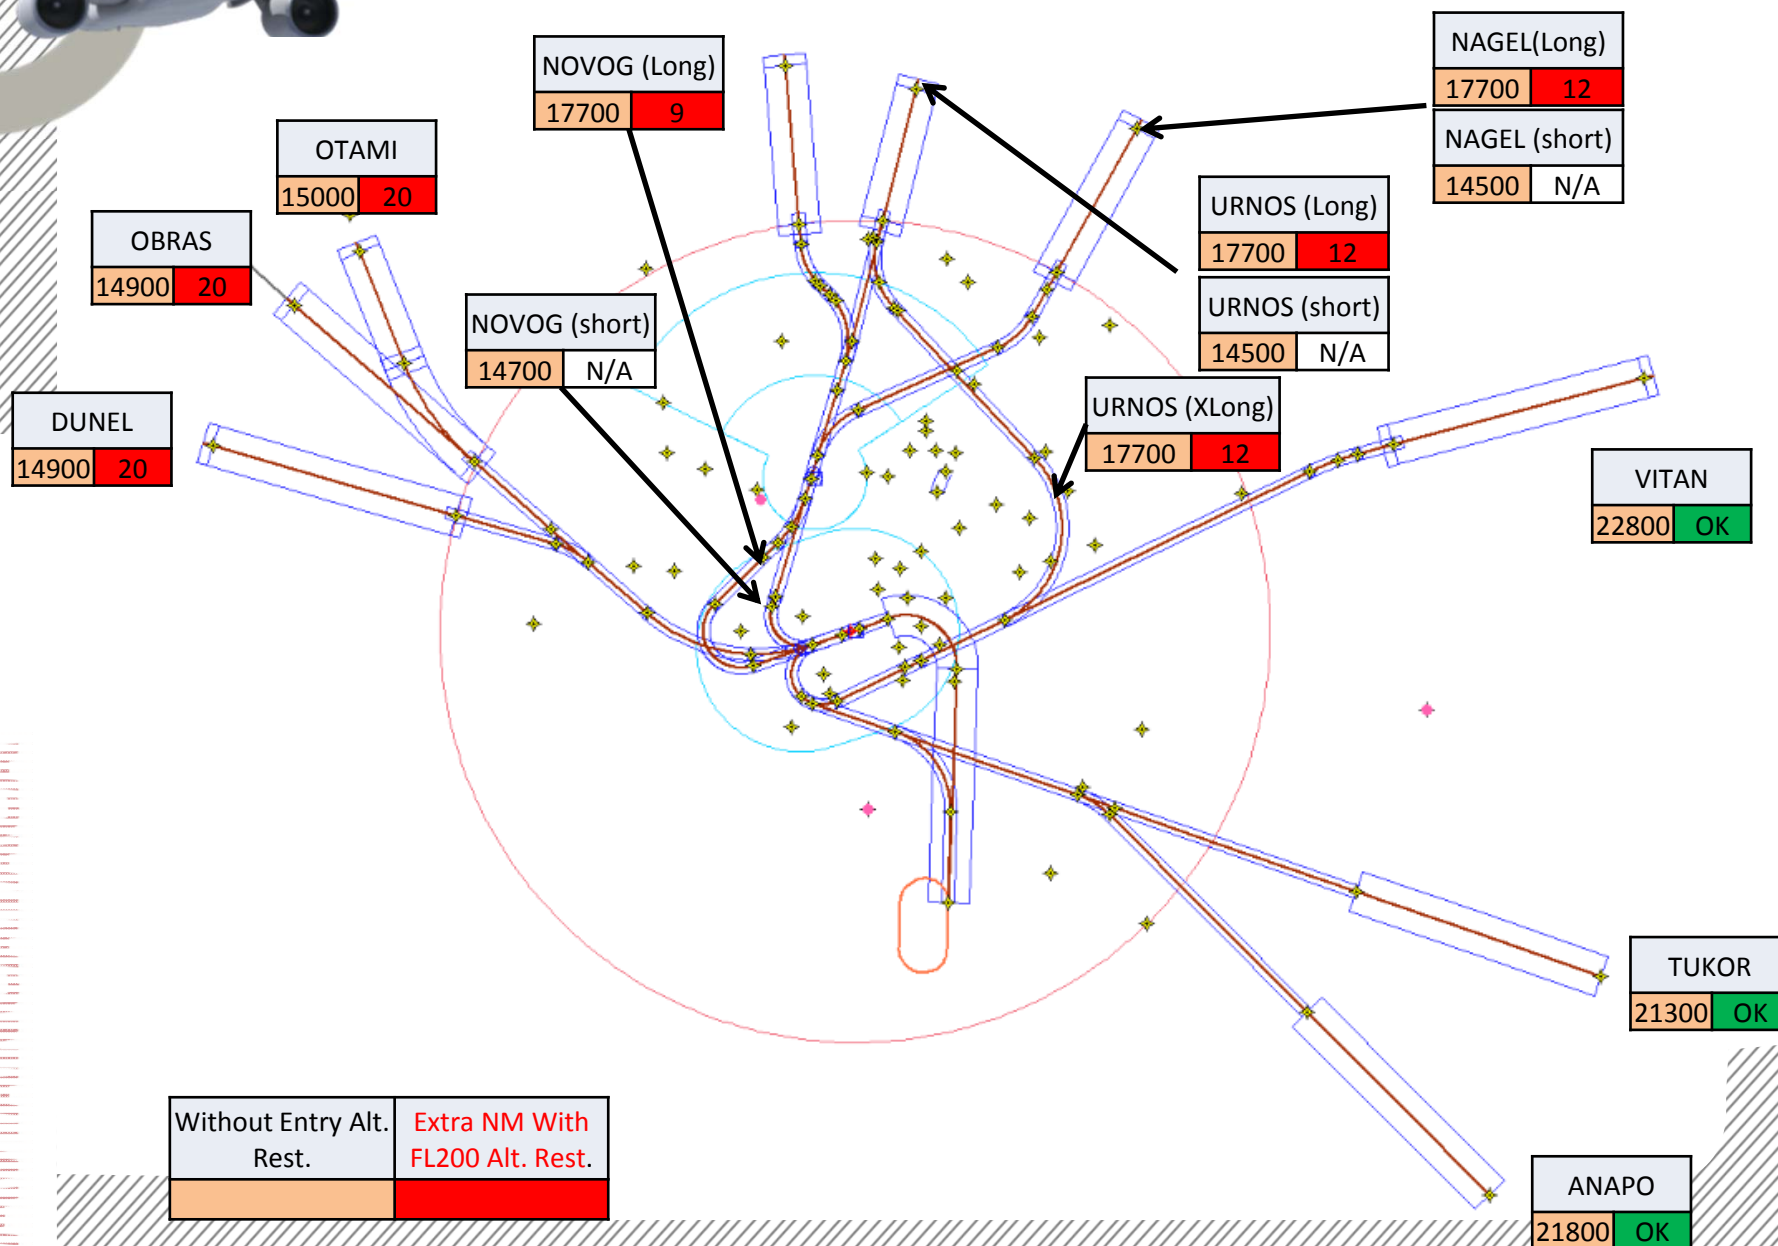 NAGEL(Long)
17700 12
NAGEL (short)
14500 N/A
NOVOG (Long)
17700 9
OTAMI
15000 20
URNOS (Long)
17700 12
URNOS (short)
14500 N/A
OBRAS
14900 20
NOVOG (short)
14700 N/A
URNOS (XLong)
17700 12
DUNEL
14900 20
VITAN
22800 OK
TUKOR
21300 OK
Without Entry Alt.
Rest.
Extra NM With
FL200 Alt. Rest.
ANAPO
21800 OK